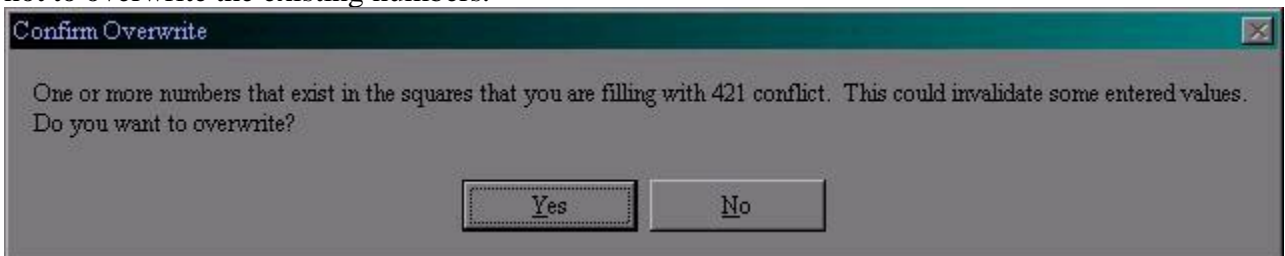 not to overwrite the existing numbers.
Confirm Overwrite
One or more numbers that exist in the squares that you are filling with 421 conflict. This could invalidate some entered values.
Do you want to overwrite?
Yes
No